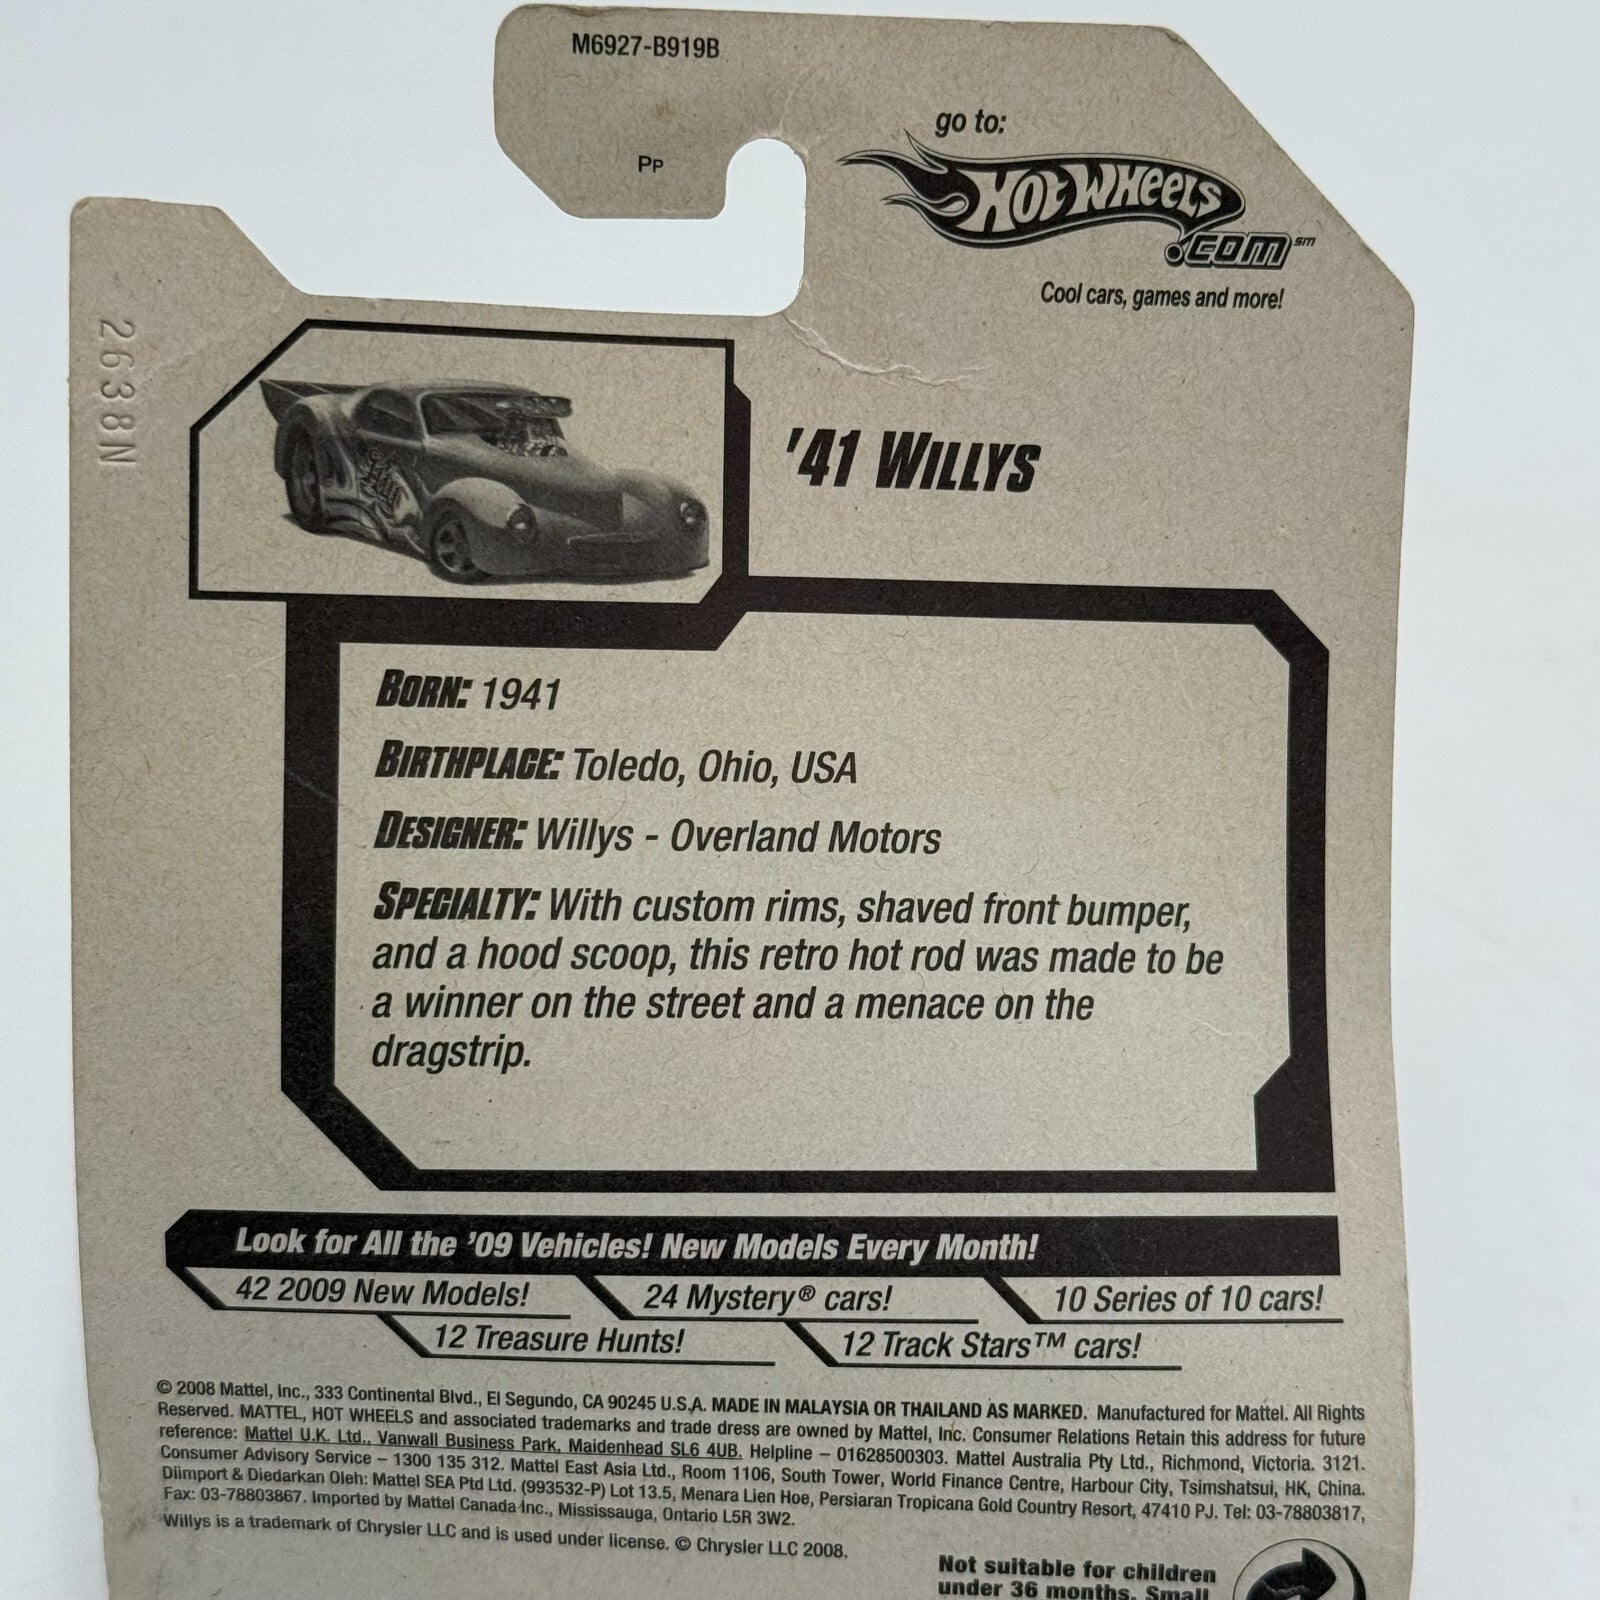 M6927-B919B
PP
go to:
HOT WHEELS
.COM℠
Cool cars, games and more!
2638N
'41 WILLYS
BORN: 1941
BIRTHPLACE: Toledo, Ohio, USA
DESIGNER: Willys - Overland Motors
SPECIALTY: With custom rims, shaved front bumper,
and a hood scoop, this retro hot rod was made to be
a winner on the street and a menace on the
dragstrip.
Look for All the '09 Vehicles! New Models Every Month!
42 2009 New Models!
24 Mystery® cars!
10 Series of 10 cars!
12 Treasure Hunts!
12 Track Stars™ cars!
© 2008 Mattel, Inc., 333 Continental Blvd., El Segundo, CA 90245 U.S.A. MADE IN MALAYSIA OR THAILAND AS MARKED. Manufactured for Mattel. All Rights
Reserved. MATTEL, HOT WHEELS and associated trademarks and trade dress are owned by Mattel, Inc. Consumer Relations Retain this address for future
reference: Mattel U.K. Ltd., Vanwall Business Park, Maidenhead SL6 4UB. Helpline – 01628500303. Mattel Australia Pty Ltd., Richmond, Victoria. 3121.
Consumer Advisory Service – 1300 135 312. Mattel East Asia Ltd., Room 1106, South Tower, World Finance Centre, Harbour City, Tsimshatsui, HK, China.
Diimport & Diedarkan Oleh: Mattel SEA Ptd Ltd. (993532-P) Lot 13.5, Menara Lien Hoe, Persiaran Tropicana Gold Country Resort, 47410 PJ. Tel: 03-78803817,
Fax: 03-78803867. Imported by Mattel Canada Inc., Mississauga, Ontario L5R 3W2.
Willys is a trademark of Chrysler LLC and is used under license. © Chrysler LLC 2008.
Not suitable for children
under 36 months. Small